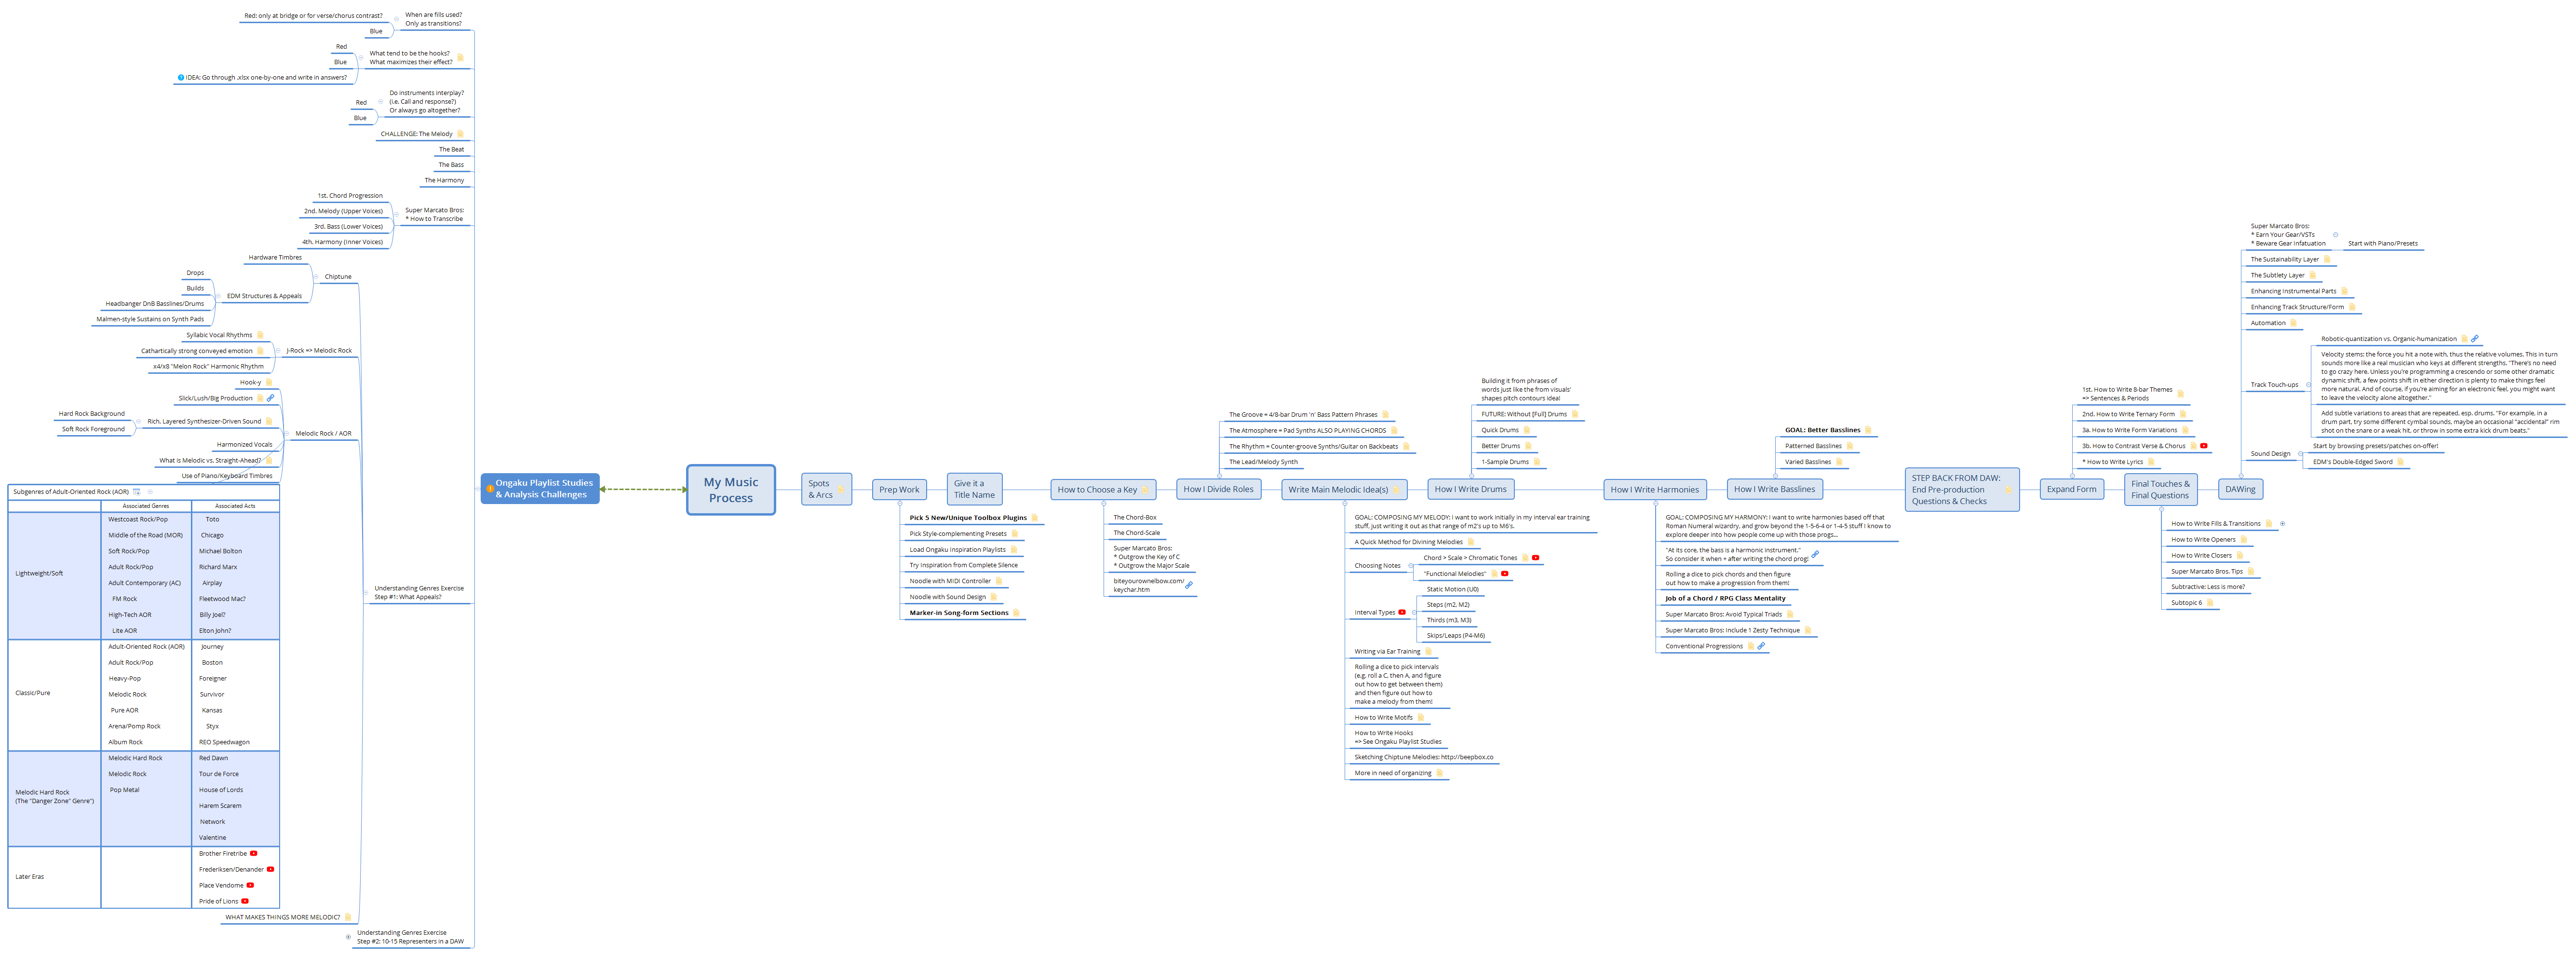 Red: only at bridge or for verse/chorus contrast?
Blue
When are fills used?
Only as transitions?
Red
Blue
IDEA: Go through .xlsx one-by-one and write in answers?
What tend to be the hooks?
What maximizes their effect?
Red
Blue
Do instruments interplay?
(i.e. Call and response?)
Or always go altogether?
CHALLENGE: The Melody
The Beat
The Bass
The Harmony
1st. Chord Progression
2nd. Melody (Upper Voices)
3rd. Bass (Lower Voices)
4th. Harmony (Inner Voices)
Super Marcato Bros:
* How to Transcribe
Hardware Timbres
Chiptune
Drops
Builds
Headbanger DnB Basslines/Drums
Malmen-style Sustains on Synth Pads
EDM Structures & Appeals
Syllabic Vocal Rhythms
Cathartically strong conveyed emotion
x4/x8 "Melon Rock" Harmonic Rhythm
J-Rock => Melodic Rock
Hook-y
Slick/Lush/Big Production
Hard Rock Background
Soft Rock Foreground
Rich, Layered Synthesizer-Driven Sound
Harmonized Vocals
What is Melodic vs. Straight-Ahead?
Use of Piano/Keyboard Timbres
Melodic Rock / AOR
Subgenres of Adult-Oriented Rock (AOR)
Associated Genres
Associated Acts
Lightweight/Soft
Westcoast Rock/Pop
Middle of the Road (MOR)
Soft Rock/Pop
Adult Rock/Pop
Adult Contemporary (AC)
FM Rock
High-Tech AOR
Lite AOR
Toto
Chicago
Michael Bolton
Richard Marx
Airplay
Fleetwood Mac?
Billy Joel?
Elton John?
Classic/Pure
Adult-Oriented Rock (AOR)
Adult Rock/Pop
Heavy-Pop
Melodic Rock
Pure AOR
Arena/Pomp Rock
Album Rock
Journey
Boston
Foreigner
Survivor
Kansas
Styx
REO Speedwagon
Melodic Hard Rock
(The "Danger Zone" Genre")
Melodic Hard Rock
Melodic Rock
Pop Metal
Red Dawn
Tour de Force
House of Lords
Harem Scarem
Network
Valentine
Later Eras
Brother Firetribe
Frederiksen/Denander
Place Vendome
Pride of Lions
WHAT MAKES THINGS MORE MELODIC?
Understanding Genres Exercise
Step #1: What Appeals?
Understanding Genres Exercise
Step #2: 10-15 Representers in a DAW
Ongaku Playlist Studies
& Analysis Challenges
My Music
Process
Spots
& Arcs
Prep Work
Pick 5 New/Unique Toolbox Plugins
Pick Style-complementing Presets
Load Ongaku Inspiration Playlists
Try Inspiration from Complete Silence
Noodle with MIDI Controller
Noodle with Sound Design
Marker-in Song-form Sections
Give it a
Title Name
How to Choose a Key
The Chord-Box
The Chord-Scale
Super Marcato Bros:
* Outgrow the Key of C
* Outgrow the Major Scale
biteyourownelbow.com/
keychar.htm
The Groove = 4/8-bar Drum 'n' Bass Pattern Phrases
The Atmosphere = Pad Synths ALSO PLAYING CHORDS
The Rhythm = Counter-groove Synths/Guitar on Backbeats
The Lead/Melody Synth
How I Divide Roles
Write Main Melodic Idea(s)
GOAL: COMPOSING MY MELODY: I want to work initially in my interval ear training
stuff, just writing it out as that range of m2's up to M6's.
A Quick Method for Divining Melodies
Choosing Notes
Chord > Scale > Chromatic Tones
"Functional Melodies"
Interval Types
Static Motion (U0)
Steps (m2, M2)
Thirds (m3, M3)
Skips/Leaps (P4-M6)
Writing via Ear Training
Rolling a dice to pick intervals
(e.g. roll a C, then A, and figure
out how to get between them)
and then figure out how to
make a melody from them!
How to Write Motifs
How to Write Hooks
=> See Ongaku Playlist Studies
Sketching Chiptune Melodies: http://beepbox.co
More in need of organizing
Building it from phrases of
words just like the from visuals'
shapes pitch contours idea!
FUTURE: Without [Full] Drums
Quick Drums
Better Drums
1-Sample Drums
How I Write Drums
How I Write Harmonies
GOAL: COMPOSING MY HARMONY: I want to write harmonies based off that
Roman Numeral wizardry, and grow beyond the 1-5-6-4 or 1-4-5 stuff I know to
explore deeper into how people come up with those progs...
"At its core, the bass is a harmonic instrument."
So consider it when + after writing the chord prog.
Rolling a dice to pick chords and then figure
out how to make a progression from them!
Job of a Chord / RPG Class Mentality
Super Marcato Bros: Avoid Typical Triads
Super Marcato Bros: Include 1 Zesty Technique
Conventional Progressions
GOAL: Better Basslines
Patterned Basslines
Varied Basslines
How I Write Basslines
STEP BACK FROM DAW:
End Pre-production
Questions & Checks
1st. How to Write 8-bar Themes
=> Sentences & Periods
2nd. How to Write Ternary Form
3a. How to Write Form Variations
3b. How to Contrast Verse & Chorus
* How to Write Lyrics
Expand Form
Final Touches &
Final Questions
How to Write Fills & Transitions
How to Write Openers
How to Write Closers
Super Marcato Bros. Tips
Subtractive: Less is more?
Subtopic 6
DAWing
Super Marcato Bros:
* Earn Your Gear/VSTs
* Beware Gear Infatuation
Start with Piano/Presets
The Sustainability Layer
The Subtlety Layer
Enhancing Instrumental Parts
Enhancing Track Structure/Form
Automation
Track Touch-ups
Robotic-quantization vs. Organic-humanization
Velocity stems: the force you hit a note with, thus the relative volumes. This in turn
sounds more like a real musician who keys at different strengths. "There's no need
to go crazy here. Unless you're programming a crescendo or some other dramatic
dynamic shift, a few points shift in either direction is plenty to make things feel
more natural. And of course, if you're aiming for an electronic feel, you might want
to leave the velocity alone altogether."
Add subtle variations to areas that are repeated, esp. drums. "For example, in a
drum part, try some different cymbal sounds, maybe an occasional "accidental" rim
shot on the snare or a weak hit, or throw in some extra kick drum beats."
Sound Design
Start by browsing presets/patches on-offer!
EDM's Double-Edged Sword